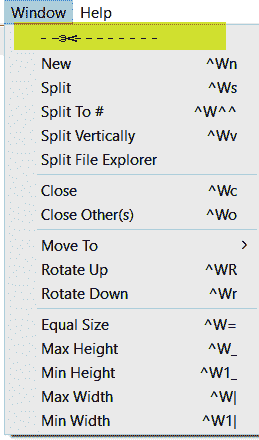 Window Help
New ^Wn
Split ^Ws
Split To # ^W^^
Split Vertically ^Wv
Split File Explorer
Close ^Wc
Close Other(s) ^Wo
Move To >
Rotate Up ^WR
Rotate Down ^Wr
Equal Size ^W=
Max Height ^W_
Min Height ^W1_
Max Width ^W|
Min Width ^W1|